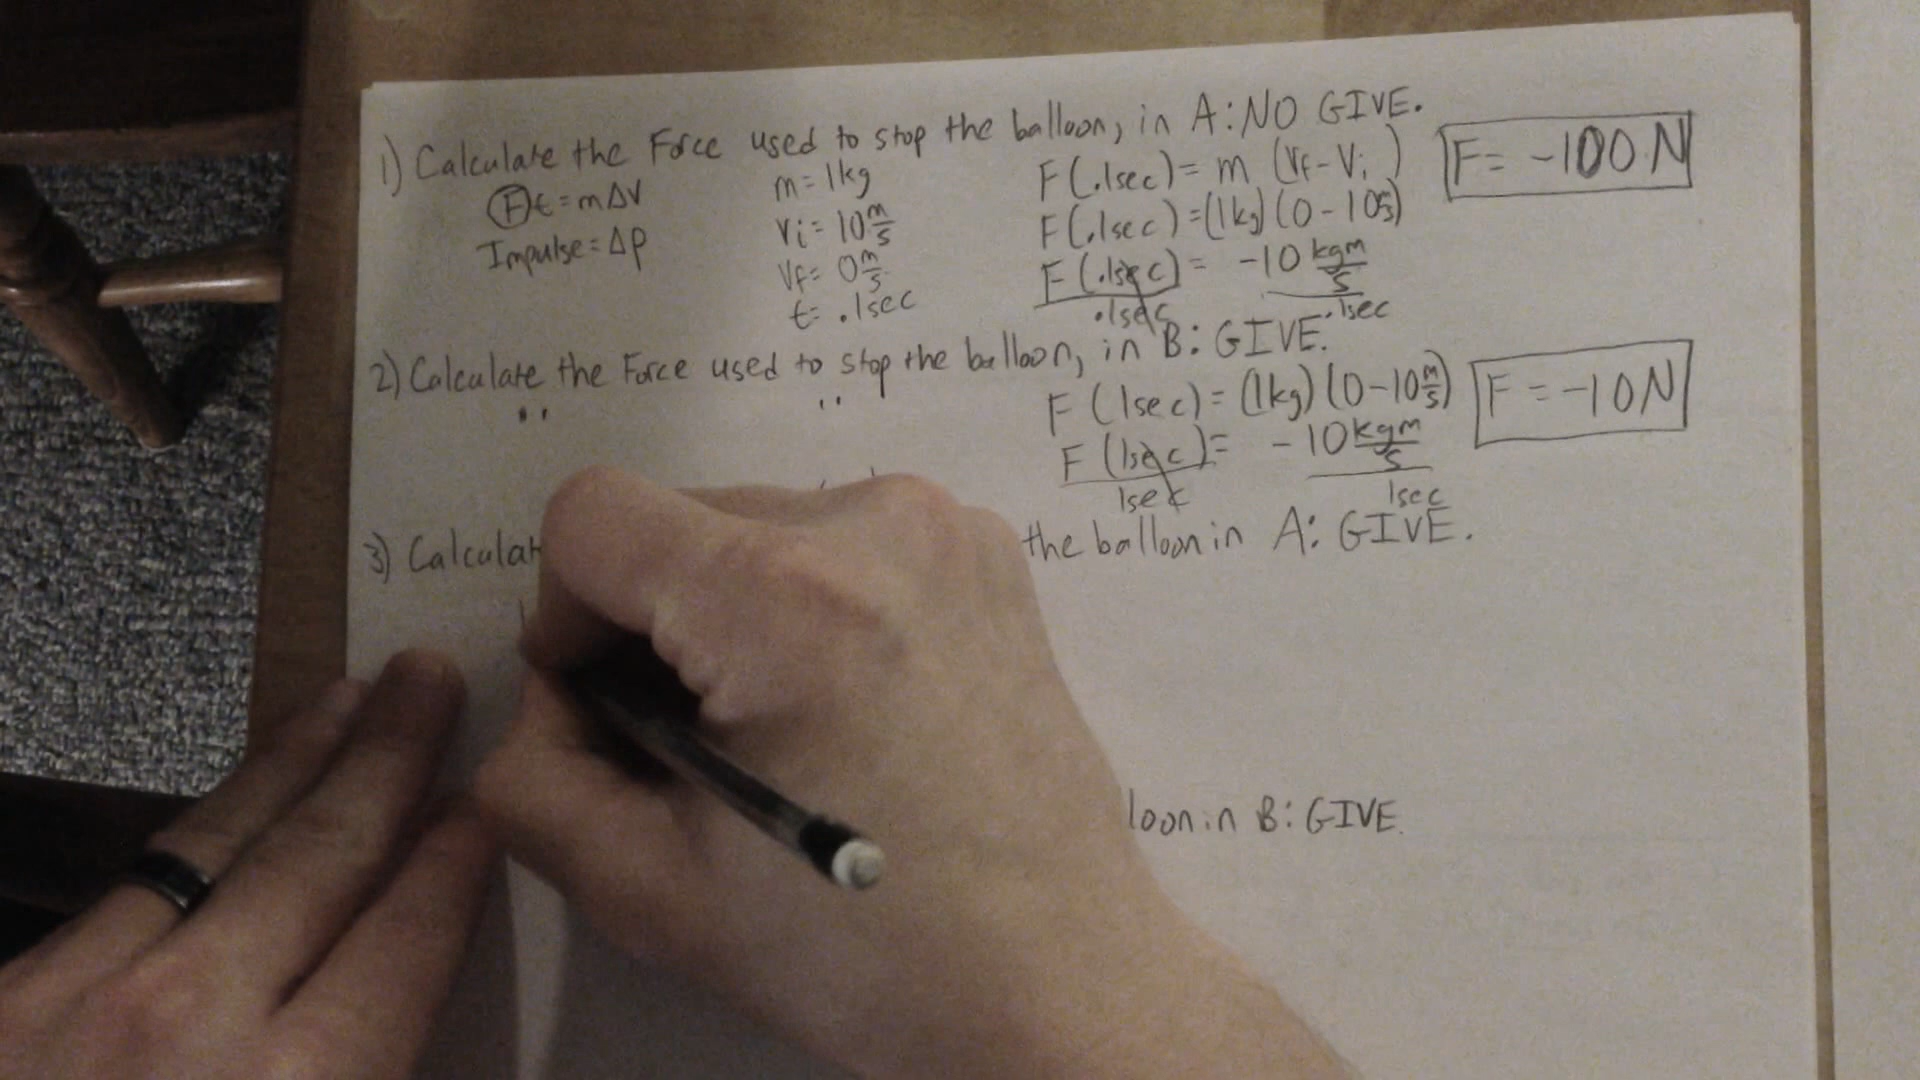 1) Calculate the Force used to stop the balloon, in A: NO GIVE.
Ft = mΔV
Impulse = Δp
m = 1kg
Vi = 10 m/s
Vf = 0 m/s
t = .1sec
F(.1sec) = m (Vf - Vi)
F(.1sec) = (1kg)(0 - 10 m/s)
F(.1sec) = -10 kgm/s
.1sec .1sec
F = -100 N
2) Calculate the Force used to stop the balloon, in B: GIVE.
" "
F (1sec) = (1kg)(0 - 10 m/s)
F (1sec) = -10 kgm/s
1sec 1sec
F = -10N
3) Calculat the balloon in A: GIVE.
loon in B: GIVE.